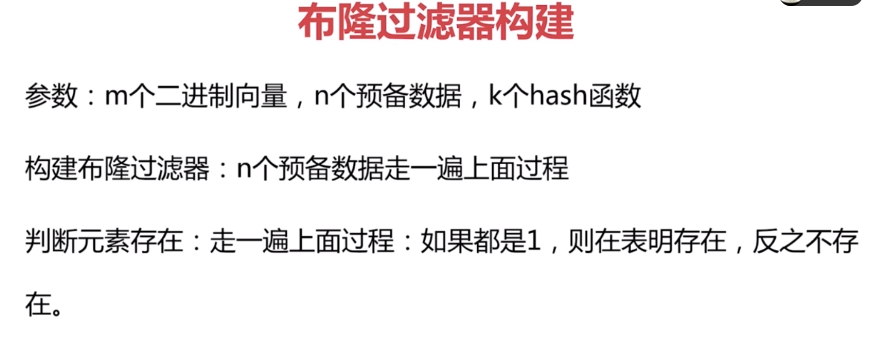 布隆过滤器构建
参数：m个二进制向量，n个预备数据，k个hash函数
构建布隆过滤器：n个预备数据走一遍上面过程
判断元素存在：走一遍上面过程：如果都是1，则在表明存在，反之不存
在。